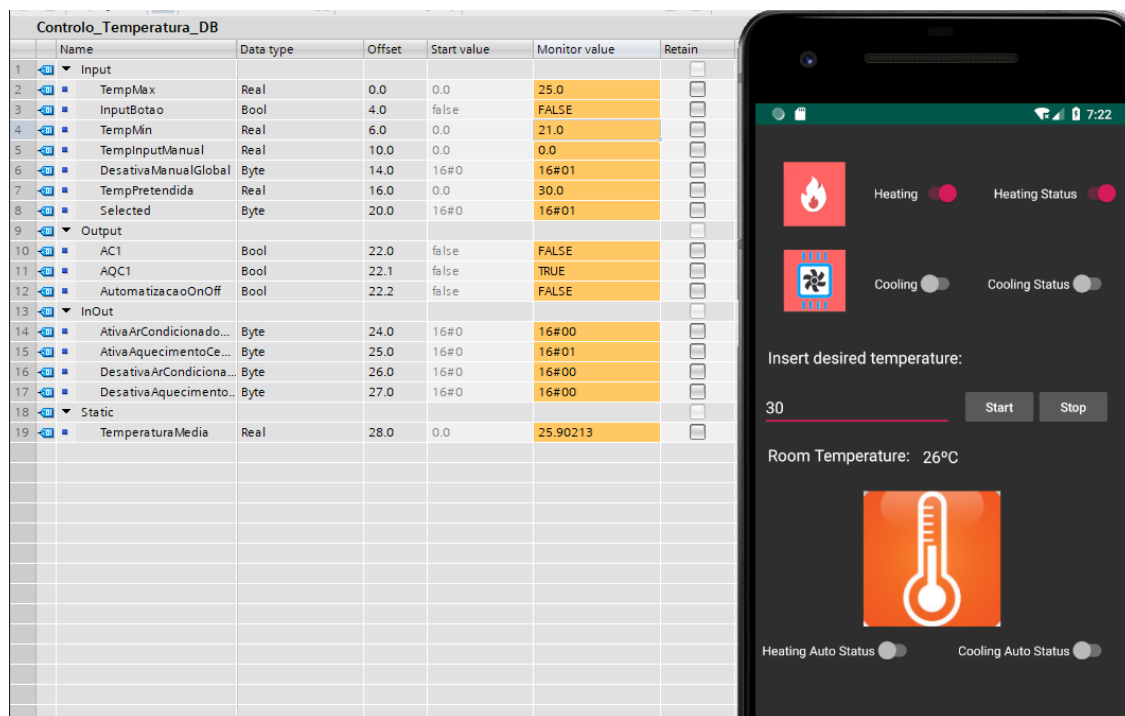 Controlo_Temperatura_DB
Name Data type Offset Start value Monitor value Retain
1 Input
2 TempMax Real 0.0 0.0 25.0
3 InputBotao Bool 4.0 false FALSE
4 TempMin Real 6.0 0.0 21.0
5 TempInputManual Real 10.0 0.0 0.0
6 DesativaManualGlobal Byte 14.0 16#0 16#01
7 TempPretendida Real 16.0 0.0 30.0
8 Selected Byte 20.0 16#0 16#01
9 Output
10 AC1 Bool 22.0 false FALSE
11 AQC1 Bool 22.1 false TRUE
12 AutomatizacaoOnOff Bool 22.2 false FALSE
13 InOut
14 AtivaArCondicionado... Byte 24.0 16#0 16#00
15 AtivaAquecimentoCe... Byte 25.0 16#0 16#01
16 DesativaArCondiciona... Byte 26.0 16#0 16#00
17 DesativaAquecimento... Byte 27.0 16#0 16#00
18 Static
19 TemperaturaMedia Real 28.0 0.0 25.90213
7:22
Heating Heating Status
Cooling Cooling Status
Insert desired temperature:
30 Start Stop
Room Temperature: 26ºC
Heating Auto Status Cooling Auto Status